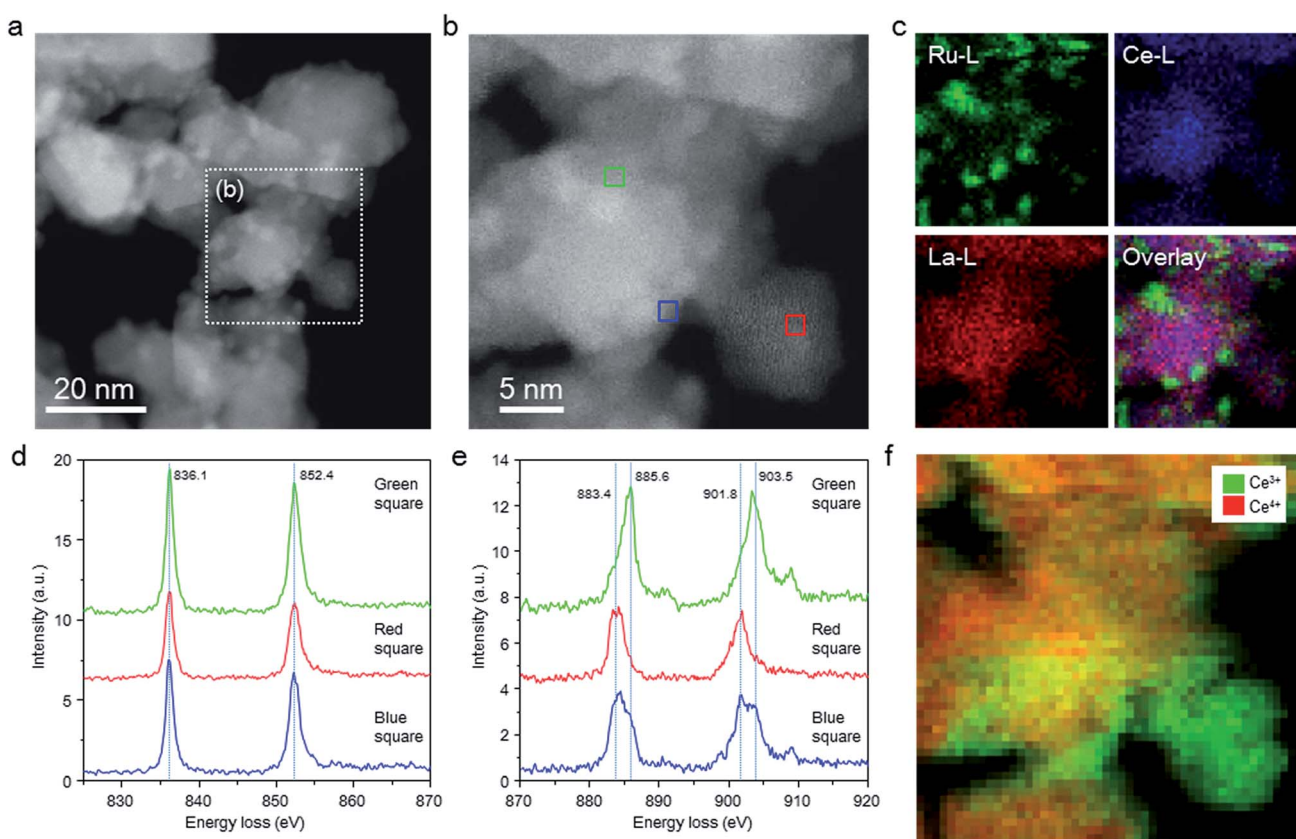 a
b
c
(b)
20 nm
5 nm
Ru-L
Ce-L
La-L
Overlay
d
20
15
10
5
0
Intensity (a.u.)
836.1
852.4
Green
square
Red
square
Blue
square
830
840
850
860
870
Energy loss (eV)
e
14
12
10
8
6
4
2
0
Intensity (a.u.)
883.4
885.6
901.8
903.5
Green
square
Red
square
Blue
square
870
880
890
900
910
920
Energy loss (eV)
f
Ce³⁺
Ce⁴⁺